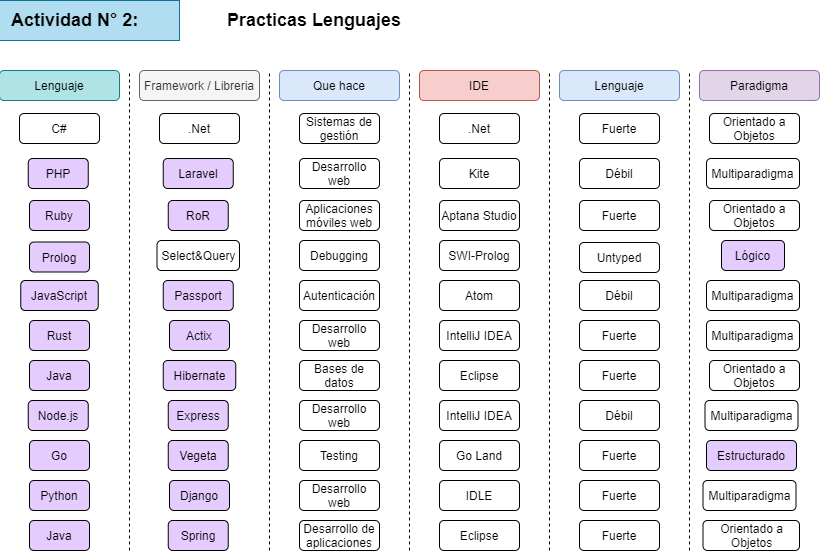 Actividad N° 2:
Practicas Lenguajes
Lenguaje
Framework / Libreria
Que hace
IDE
Lenguaje
Paradigma
C#
.Net
Sistemas de
gestión
.Net
Fuerte
Orientado a
Objetos
PHP
Laravel
Desarrollo
web
Kite
Débil
Multiparadigma
Ruby
RoR
Aplicaciones
móviles web
Aptana Studio
Fuerte
Orientado a
Objetos
Prolog
Select&Query
Debugging
SWI-Prolog
Untyped
Lógico
JavaScript
Passport
Autenticación
Atom
Débil
Multiparadigma
Rust
Actix
Desarrollo
web
IntelliJ IDEA
Fuerte
Multiparadigma
Java
Hibernate
Bases de
datos
Eclipse
Fuerte
Orientado a
Objetos
Node.js
Express
Desarrollo
web
IntelliJ IDEA
Débil
Multiparadigma
Go
Vegeta
Testing
Go Land
Fuerte
Estructurado
Python
Django
Desarrollo
web
IDLE
Fuerte
Multiparadigma
Java
Spring
Desarrollo de
aplicaciones
Eclipse
Fuerte
Orientado a
Objetos